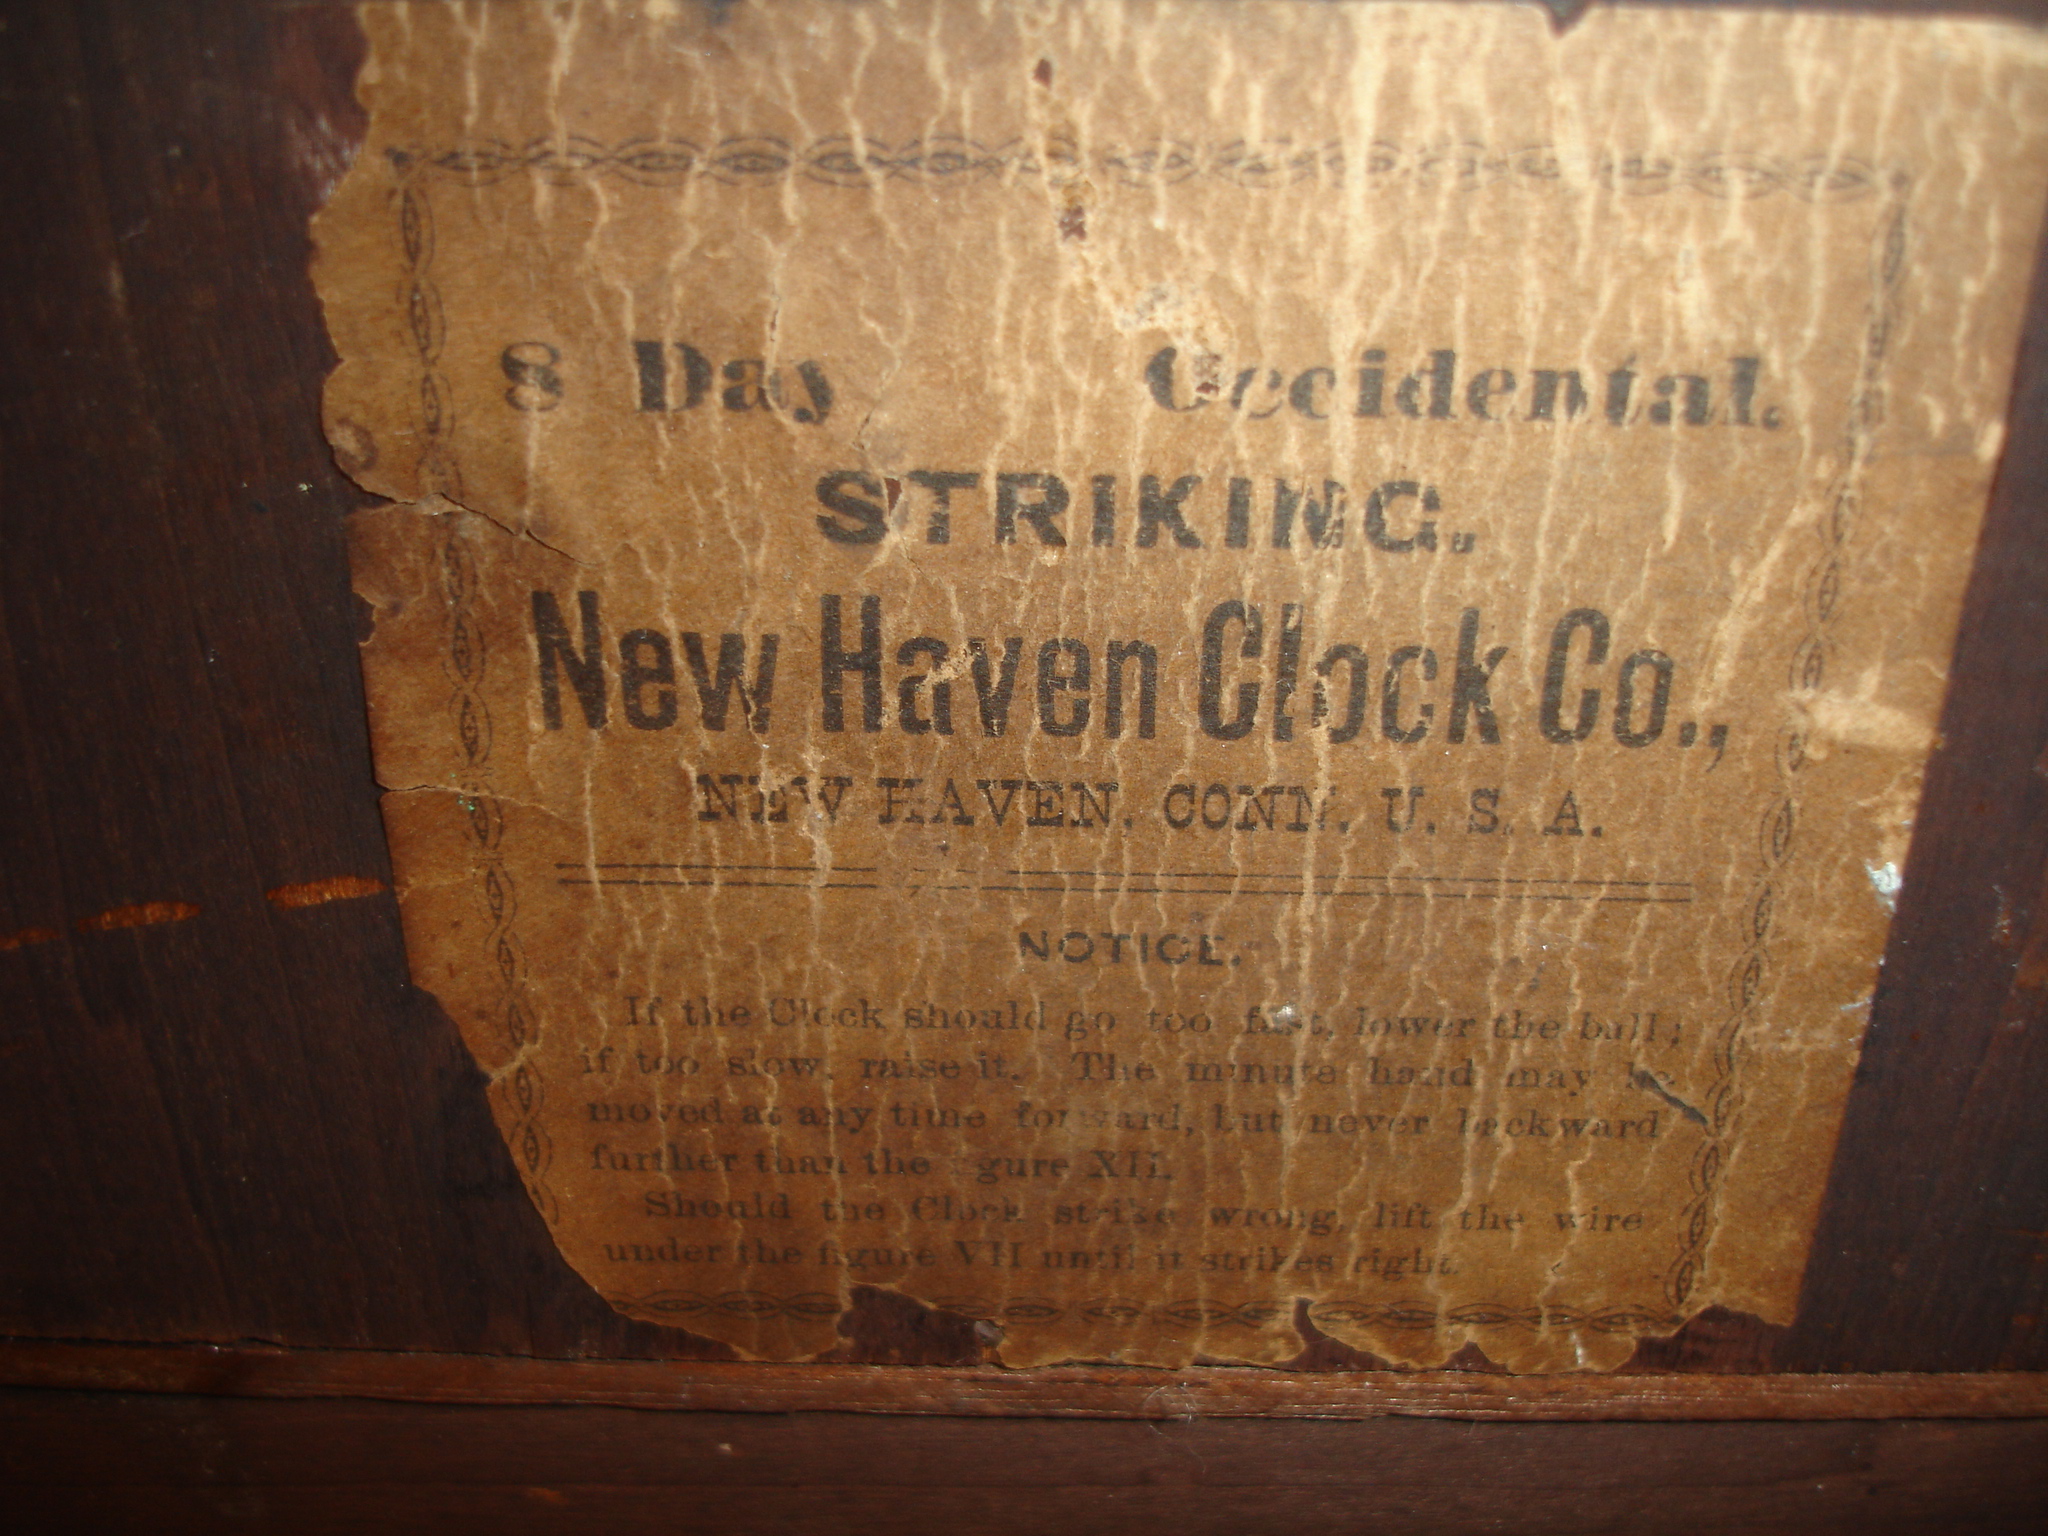 8 Day Occidental.
STRIKING.
New Haven Clock Co.,
NEW HAVEN, CONN. U. S. A.
NOTICE.
If the Clock should go too fast, lower the ball;
if too slow, raise it. The minute hand may be
moved at any time forward, but never backward
further than the figure XII.
Should the Clock strike wrong, lift the wire
under the figure VII until it strikes right.